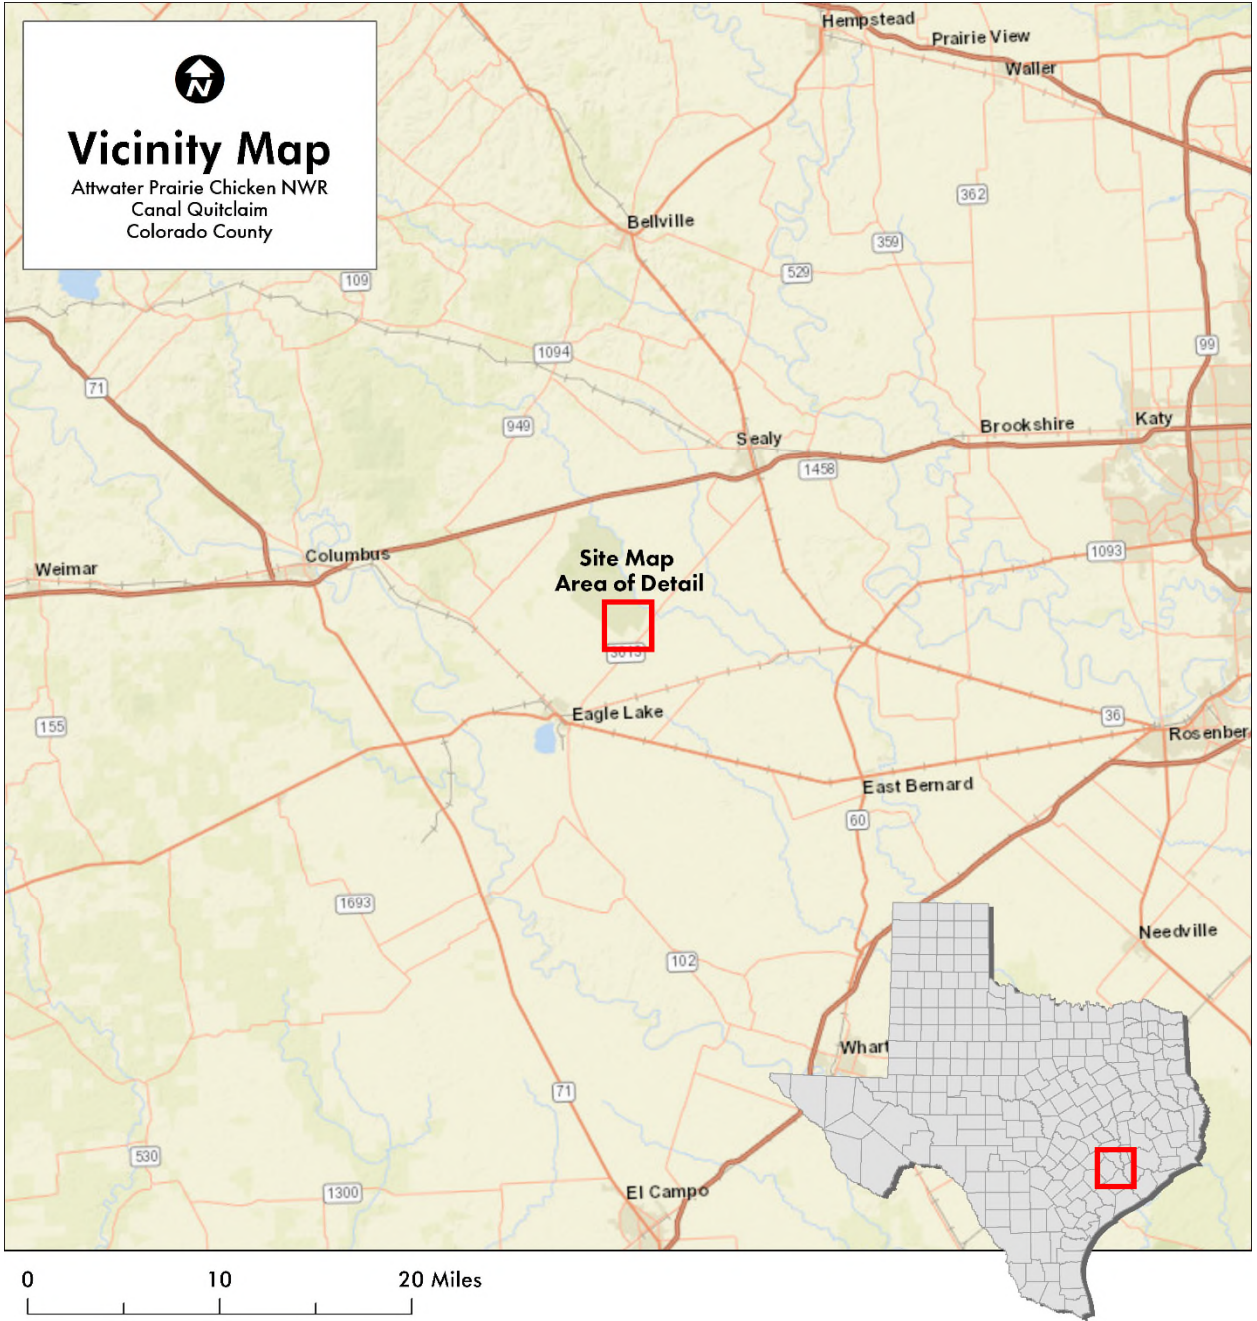 Hempstead
Prairie View
Waller
N
Vicinity Map
Attwater Prairie Chicken NWR
Canal Quitclaim
Colorado County
362
Bellville
359
529
109
99
1094
71
949
Brookshire
Katy
Sealy
1458
Columbus
1093
Site Map
Area of Detail
Weimar
Eagle Lake
155
36
Rosenber
East Bernard
60
1693
Needville
102
Whart
71
530
1300
El Campo
0 10 20 Miles